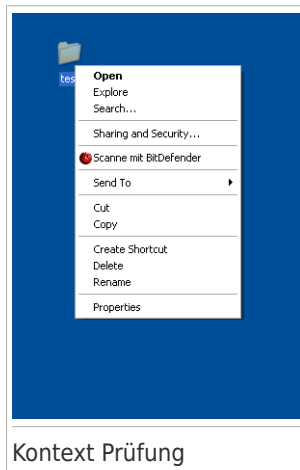 tes
Open
Explore
Search...
Sharing and Security...
Scanne mit BitDefender
Send To
Cut
Copy
Create Shortcut
Delete
Rename
Properties
Kontext Prüfung